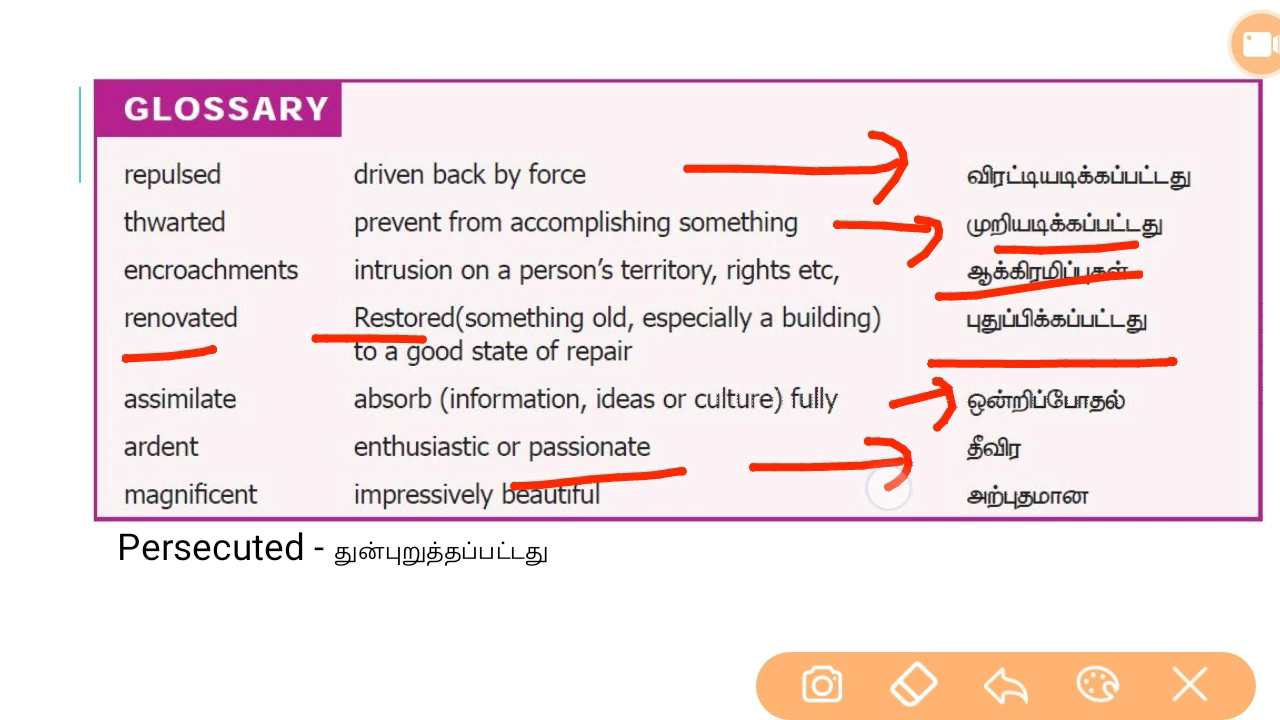 GLOSSARY
repulsed driven back by force விரட்டியடிக்கப்பட்டது
thwarted prevent from accomplishing something முறியடிக்கப்பட்டது
encroachments intrusion on a person's territory, rights etc, ஆக்கிரமிப்புகள்
renovated Restored(something old, especially a building) புதுப்பிக்கப்பட்டது
to a good state of repair
assimilate absorb (information, ideas or culture) fully ஒன்றிப்போதல்
ardent enthusiastic or passionate தீவிர
magnificent impressively beautiful அற்புதமான
Persecuted - துன்புறுத்தப்பட்டது